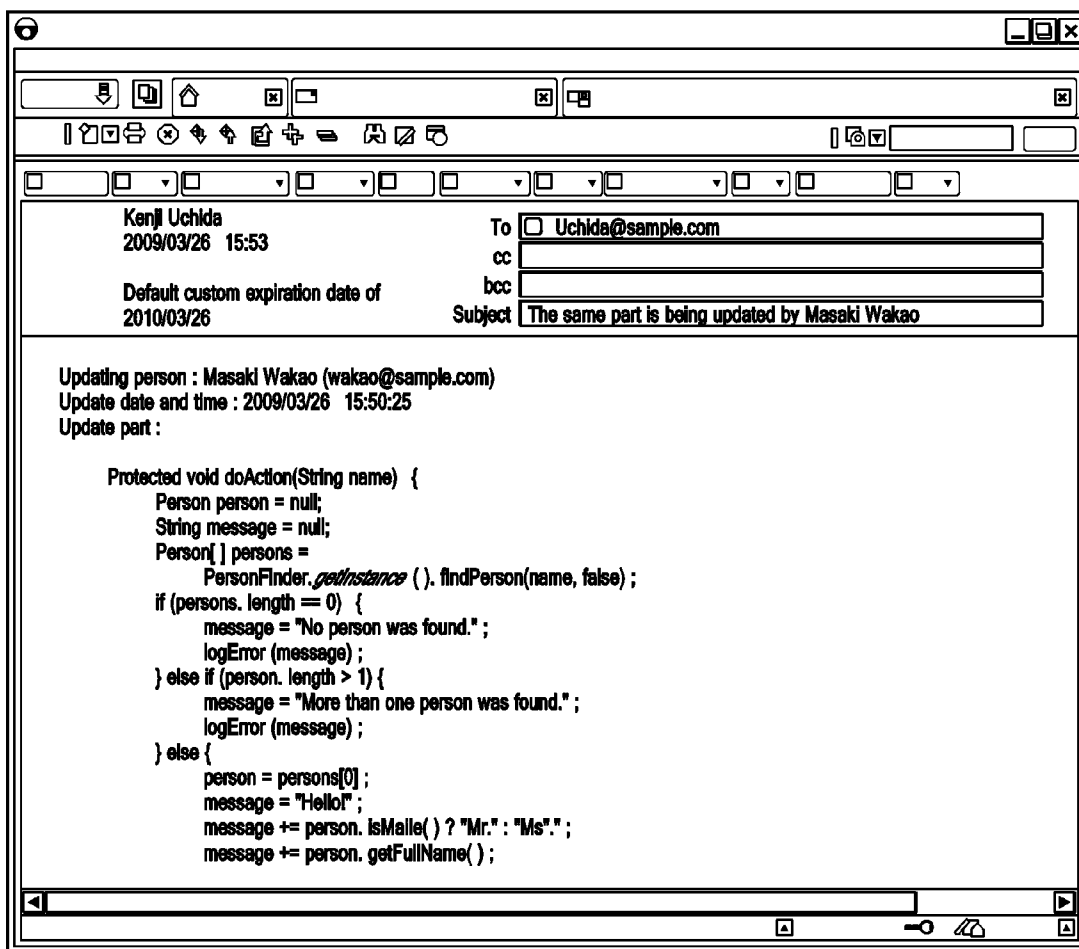 Kenji Uchida
2009/03/26 15:53
Default custom expiration date of
2010/03/26
To Uchida@sample.com
cc
bcc
Subject The same part is being updated by Masaki Wakao
Updating person : Masaki Wakao (wakao@sample.com)
Update date and time : 2009/03/26 15:50:25
Update part :
Protected void doAction(String name) {
Person person = null;
String message = null;
Person[ ] persons =
PersonFinder.getInstance ( ). findPerson(name, false) ;
if (persons. length == 0) {
message = "No person was found." ;
logError (message) ;
} else if (person. length > 1) {
message = "More than one person was found." ;
logError (message) ;
} else {
person = persons[0] ;
message = "Hello!" ;
message += person. isMaile( ) ? "Mr." : "Ms"." ;
message += person. getFullName( ) ;